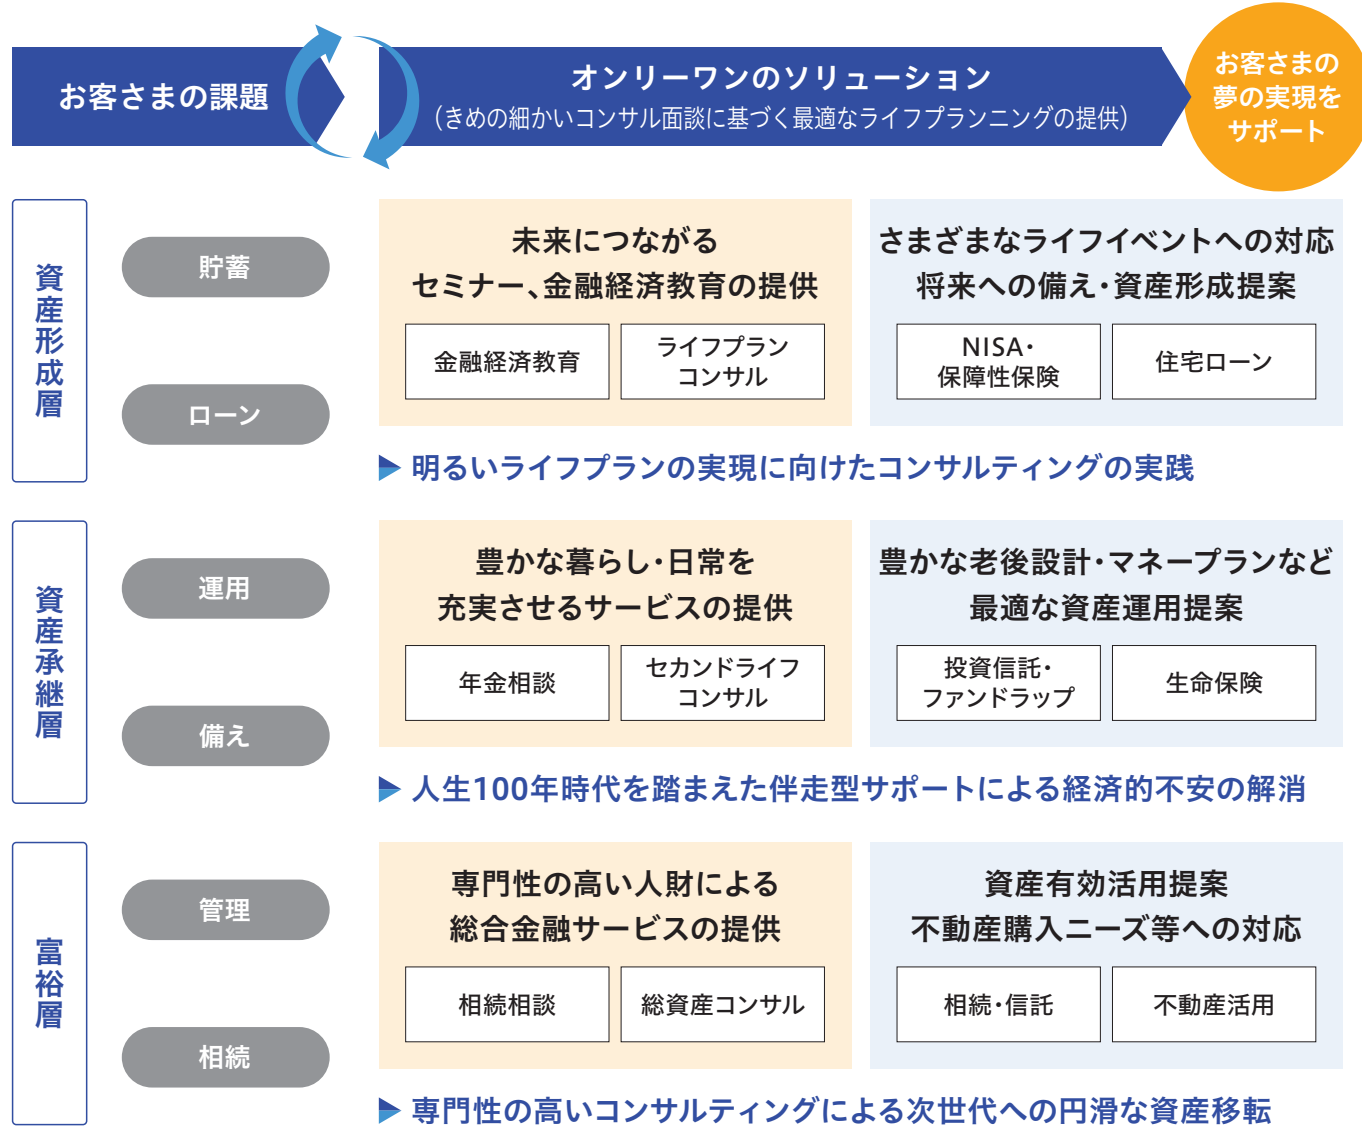 お客さまの課題
オンリーワンのソリューション
(きめの細かいコンサル面談に基づく最適なライフプランニングの提供)
お客さまの
夢の実現を
サポート
資産形成層
貯蓄
ローン
未来につながる
セミナー、金融経済教育の提供
金融経済教育
ライフプラン
コンサル
さまざまなライフイベントへの対応
将来への備え・資産形成提案
NISA・
保障性保険
住宅ローン
明るいライフプランの実現に向けたコンサルティングの実践
資産承継層
運用
備え
豊かな暮らし・日常を
充実させるサービスの提供
年金相談
セカンドライフ
コンサル
豊かな老後設計・マネープランなど
最適な資産運用提案
投資信託・
ファンドラップ
生命保険
人生100年時代を踏まえた伴走型サポートによる経済的不安の解消
富裕層
管理
相続
専門性の高い人財による
総合金融サービスの提供
相続相談
総資産コンサル
資産有効活用提案
不動産購入ニーズ等への対応
相続・信託
不動産活用
専門性の高いコンサルティングによる次世代への円滑な資産移転